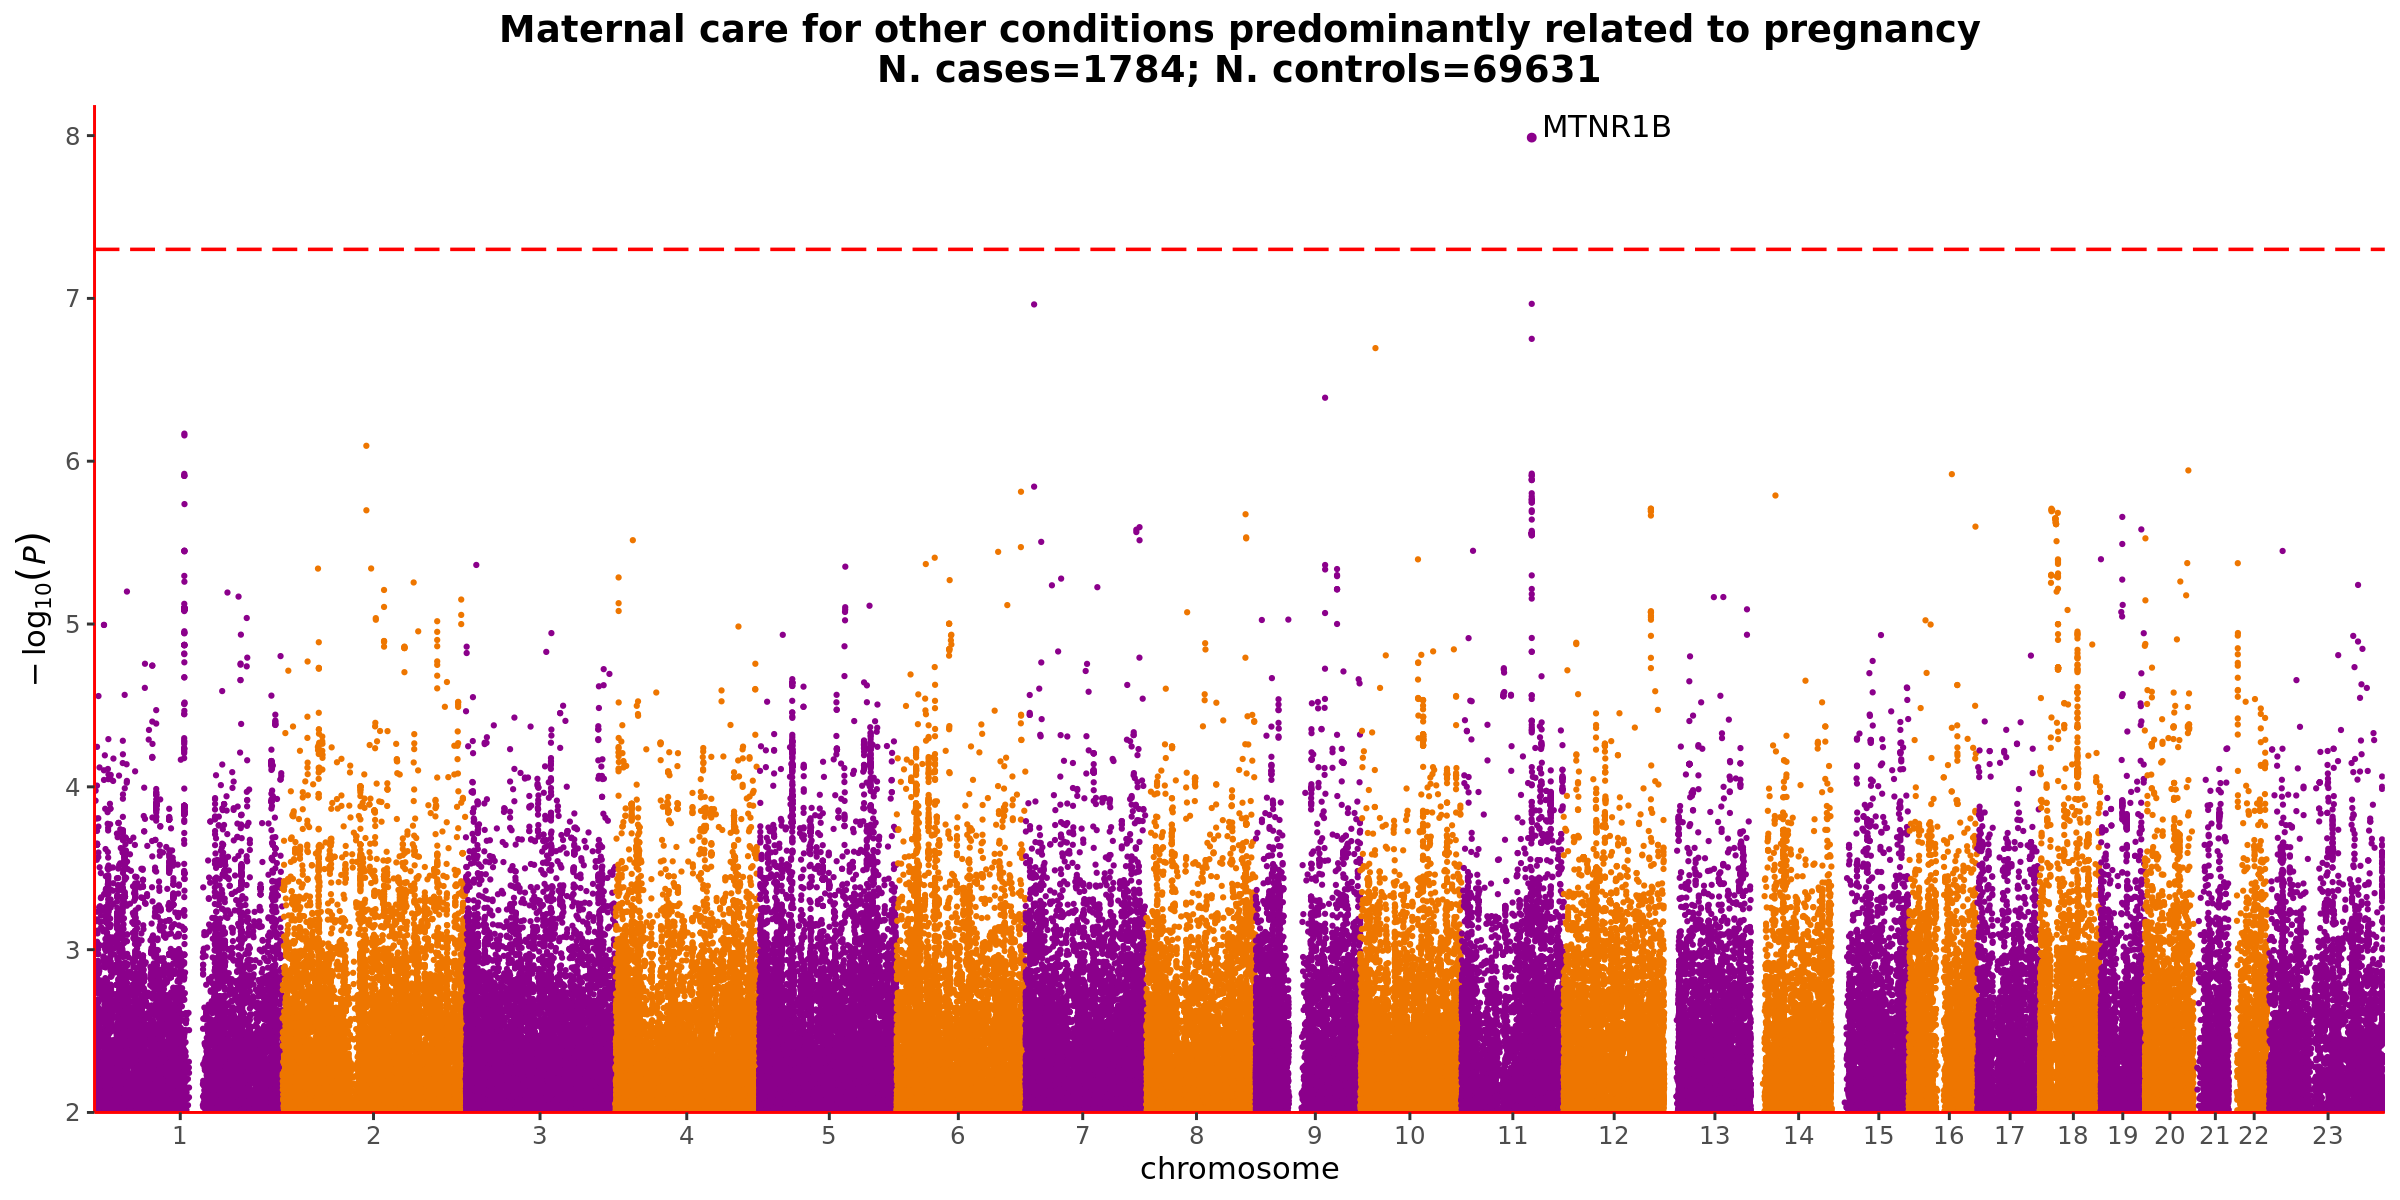 Maternal care for other conditions predominantly related to pregnancy
N. cases=1784; N. controls=69631
MTNR1B
8
7
6
5
4
3
2
−log10(P)
1 2 3 4 5 6 7 8 9 10 11 12 13 14 15 16 17 18 19 20 21 22 23
chromosome